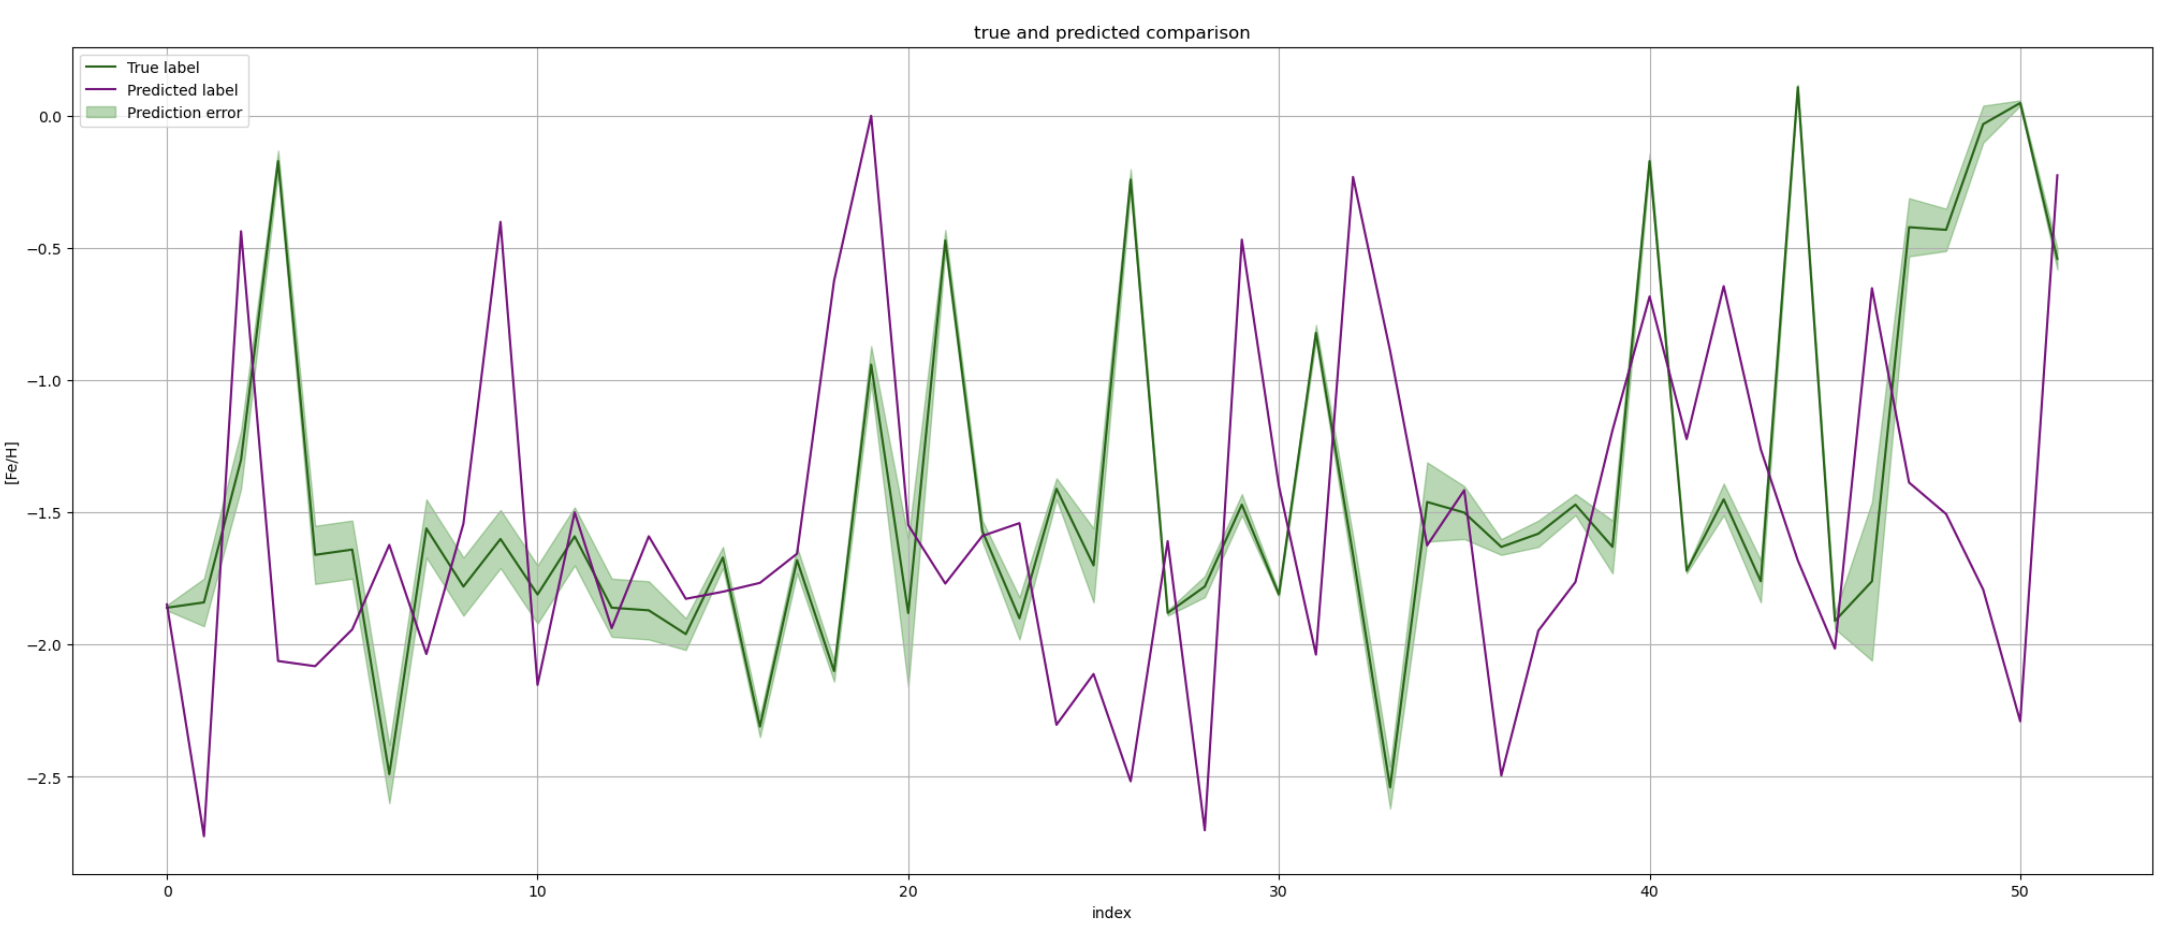 true and predicted comparison
True label
Predicted label
Prediction error
0.0
−0.5
−1.0
−1.5
−2.0
−2.5
[Fe/H]
0 10 20 30 40 50
index